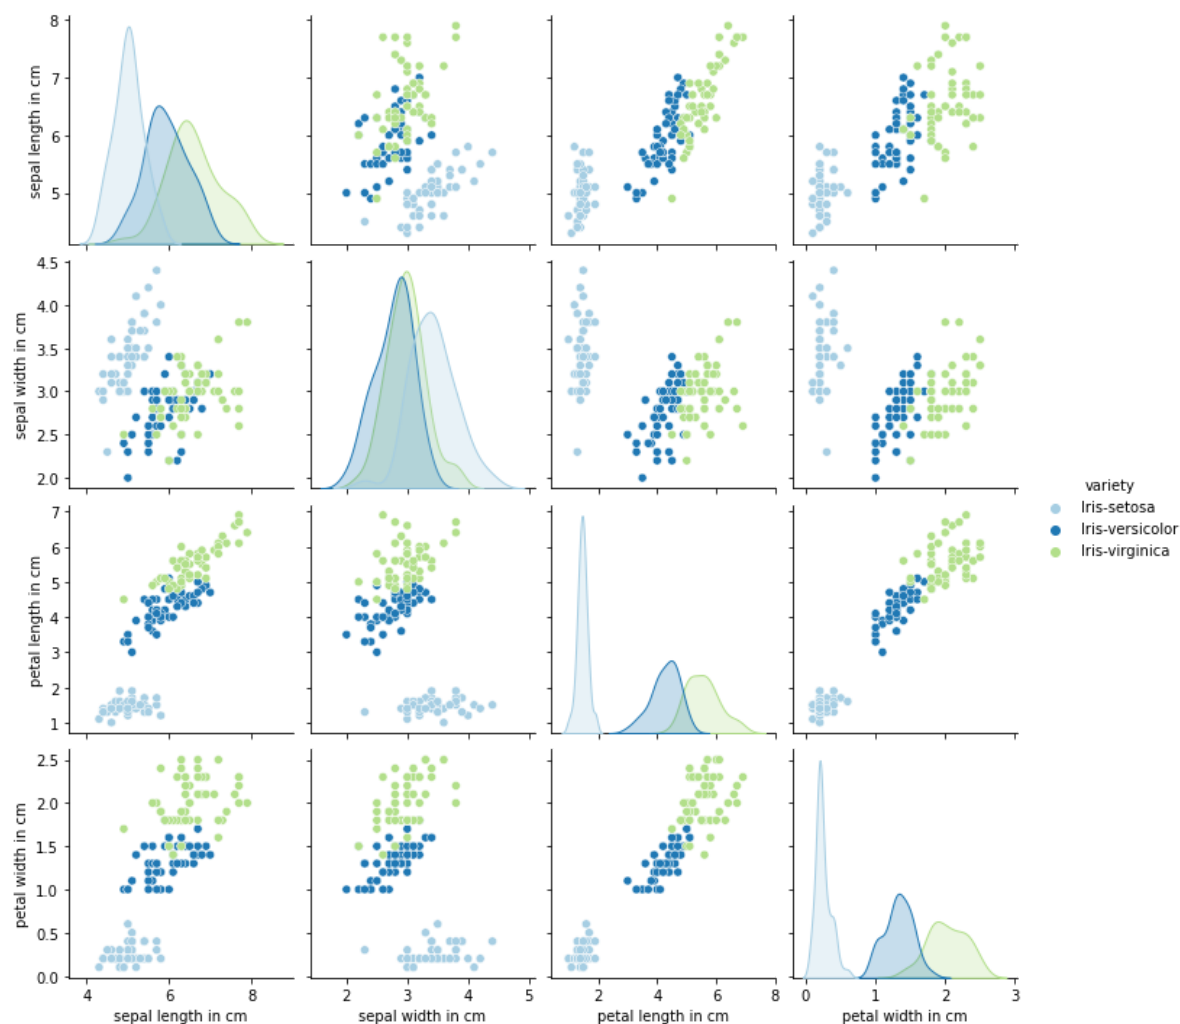 8
7
6
5
sepal length in cm
4.5
4.0
3.5
3.0
2.5
2.0
sepal width in cm
variety
Iris-setosa
Iris-versicolor
Iris-virginica
7
6
5
4
3
2
1
petal length in cm
2.5
2.0
1.5
1.0
0.5
0.0
petal width in cm
4 6 8
2 3 4 5
2 4 6 8
0 1 2 3
sepal length in cm
sepal width in cm
petal length in cm
petal width in cm